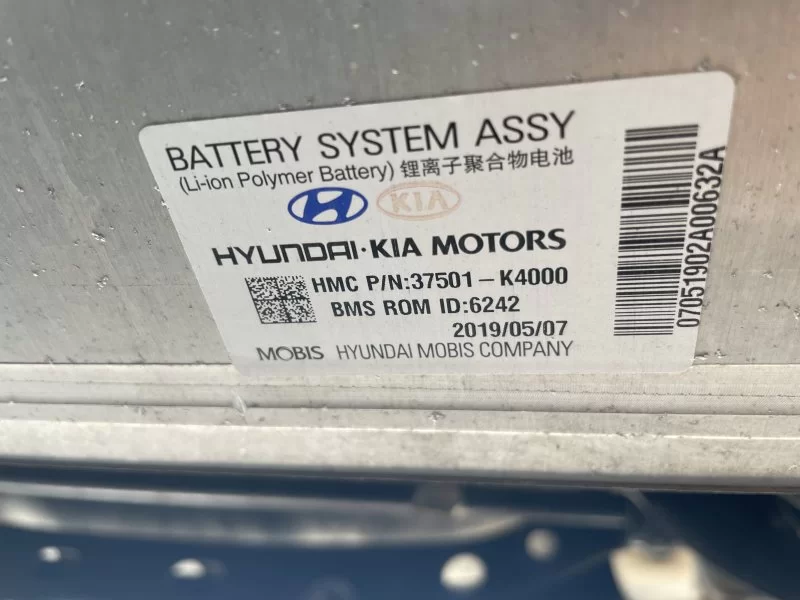 BATTERY SYSTEM ASSY
(Li-ion Polymer Battery) 锂离子聚合物电池
KIA
HYUNDAI·KIA MOTORS
HMC P/N:37501-K4000
BMS ROM ID:6242
2019/05/07
MOBIS HYUNDAI MOBIS COMPANY
07051902A00632A